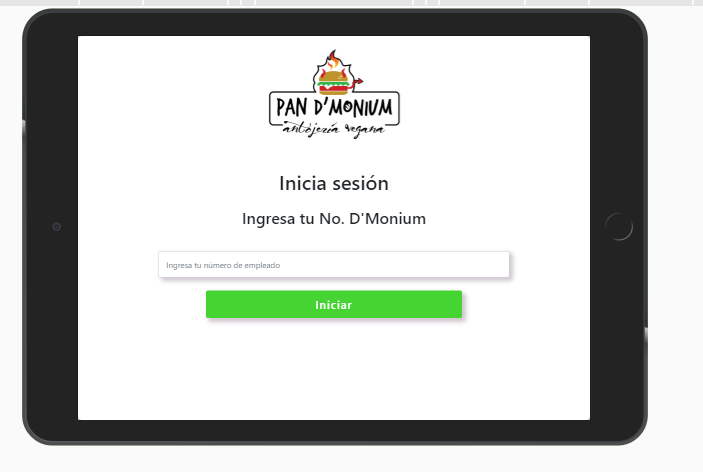 PAN D'MONIUM
antojería vegana
Inicia sesión
Ingresa tu No. D'Monium
Ingresa tu número de empleado
Iniciar